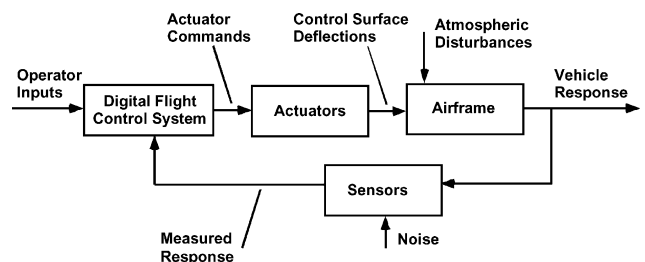 Actuator
Commands
Control Surface
Deflections
Atmospheric
Disturbances
Operator
Inputs
Vehicle
Response
Digital Flight
Control System
Actuators
Airframe
Sensors
Measured
Response
Noise